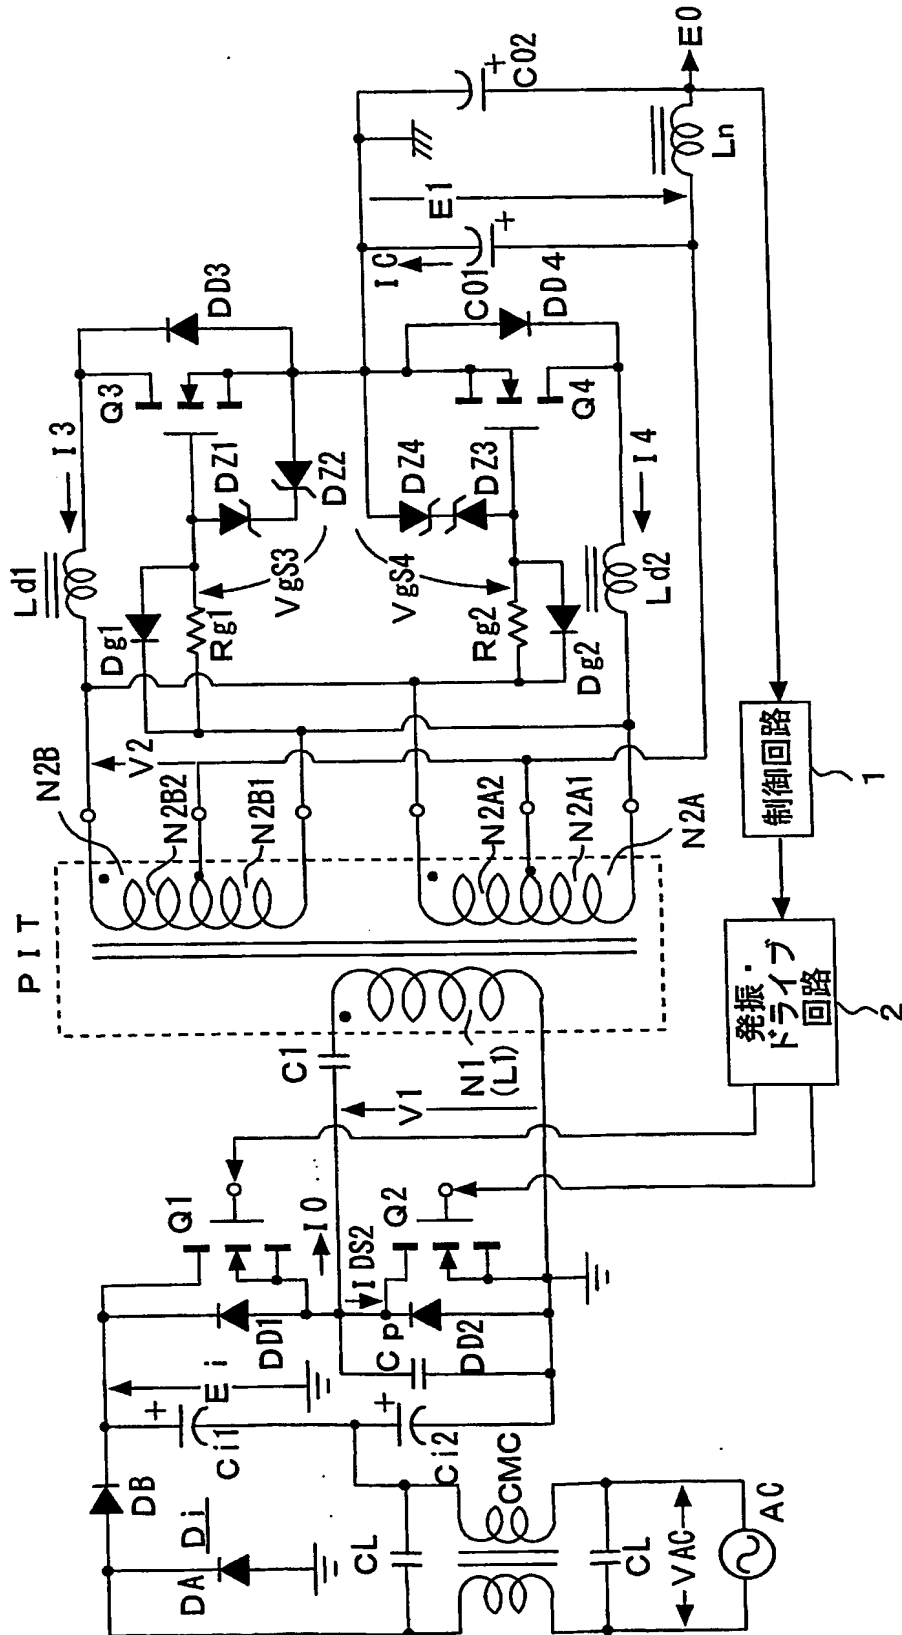 PIT
N2B
V2
N2B2
N2B1
N2A2
N2A1
N2A
Ld1
I3
Dg1
Rg1
VgS3
VgS4
Rg2
Dg2
Ld2
I4
Q3
DD3
DZ1
DZ2
DZ4
DZ3
Q4
DD4
IC
C01
E1
C02
Ln
E0
C1
V1
N1
(L1)
Q1
I0
Q2
IDS2
DD1
DD2
Cp
Ei
Ci1
Ci2
DB
Di
DA
CL
CMC
CL
VAC
AC
制御回路
1
発振・
ドライブ
回路
2
+
+
+
+